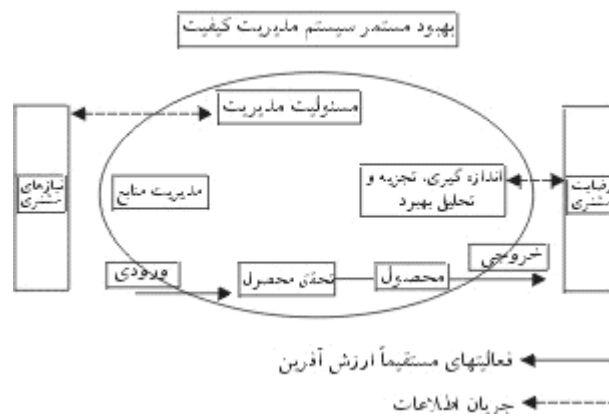 بهبود مستمر سیستم مدیریت کیفیت
مسئولیت مدیریت
نیازهای
مشتری
مدیریت منابع
اندازه گیری، تجزیه و
تحلیل بهبود
رضایت
مشتری
ورودی
تحقق محصول
محصول
خروجی
فعالیتهای مستقیماً ارزش آفرین
جریان اطلاعات